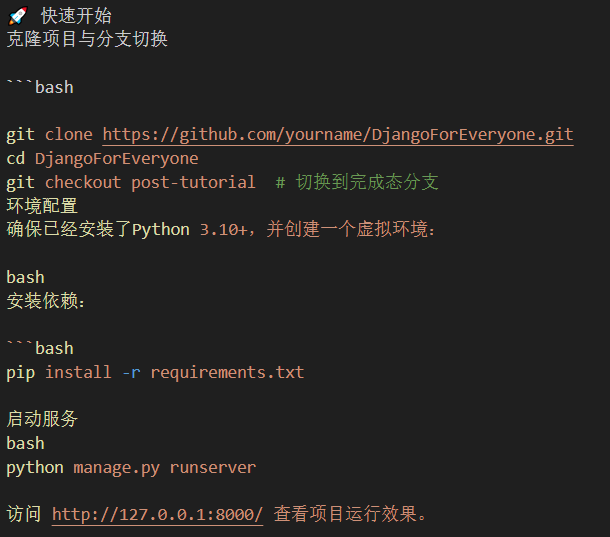 🚀 快速开始
克隆项目与分支切换
```bash
git clone https://github.com/yourname/DjangoForEveryone.git
cd DjangoForEveryone
git checkout post-tutorial  # 切换到完成态分支
环境配置
确保已经安装了Python 3.10+，并创建一个虚拟环境：
bash
安装依赖：
```bash
pip install -r requirements.txt
启动服务
bash
python manage.py runserver
访问 http://127.0.0.1:8000/ 查看项目运行效果。